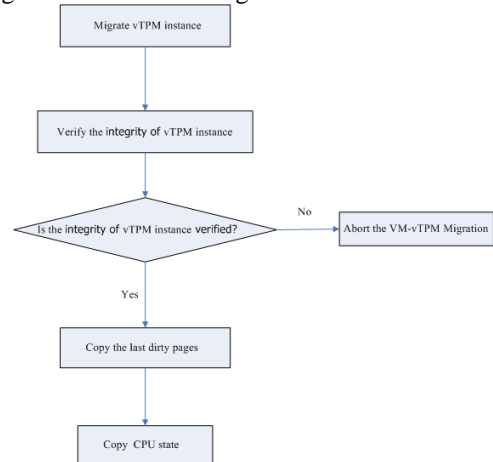 Migrate vTPM instance
Verify the integrity of vTPM instance
Is the integrity of vTPM instance verified?
No
Abort the VM-vTPM Migration
Yes
Copy the last dirty pages
Copy CPU state